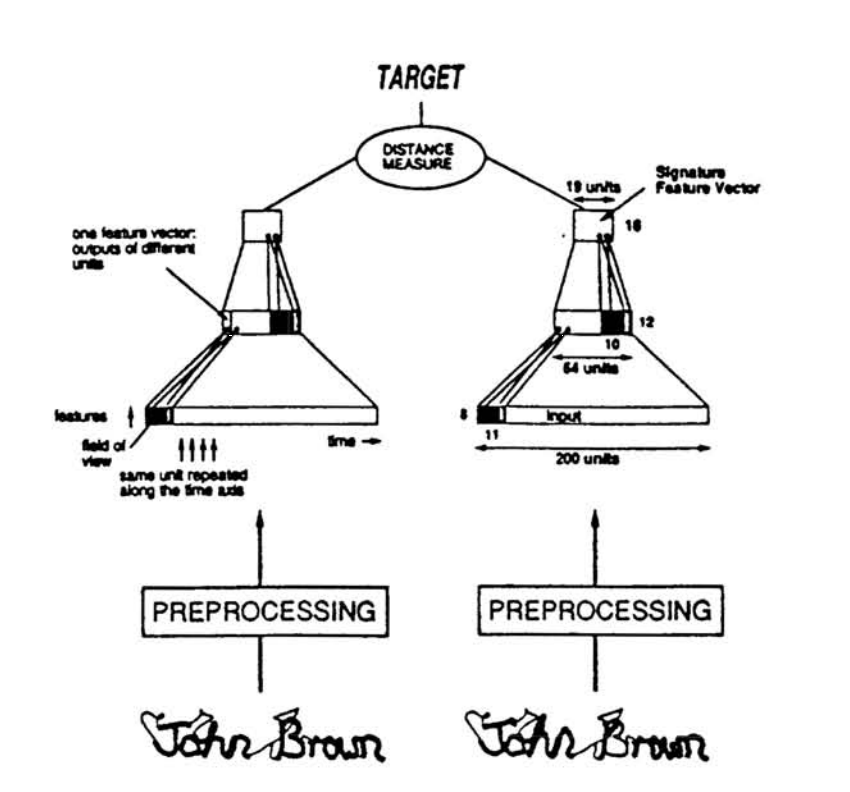 TARGET
DISTANCE
MEASURE
19 units
Signature
Feature Vector
16
one feature vector:
outputs of different
units
12
10
64 units
features
8
input
time
field of
view
11
200 units
same unit repeated
along the time axis
PREPROCESSING
PREPROCESSING
John Brown
John Brown